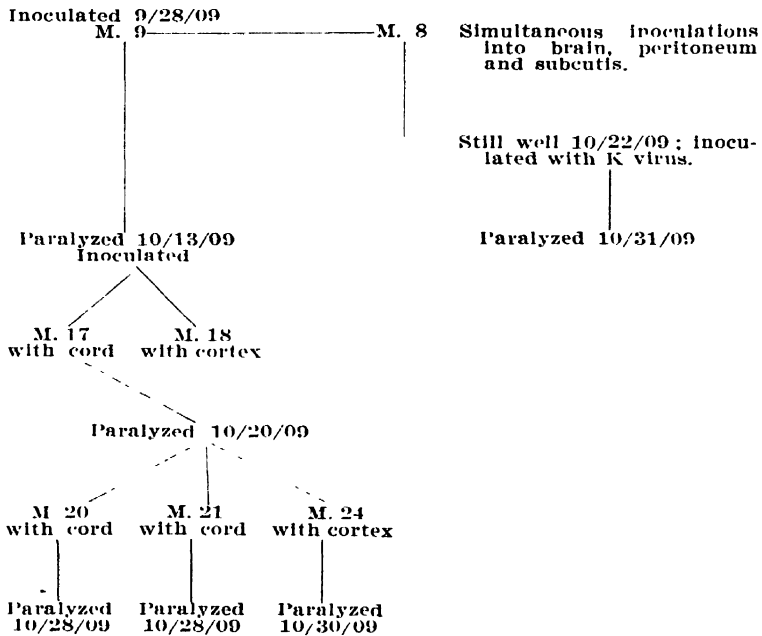 Inoculated 9/28/09
M. 9 M. 8 Simultaneous inoculations
into brain, peritoneum
and subcutis.
Still well 10/22/09; inocu-
lated with K virus.
Paralyzed 10/13/09 Paralyzed 10/31/09
Inoculated
M. 17 M. 18
with cord with cortex
Paralyzed 10/20/09
M 20 M. 21 M. 24
with cord with cord with cortex
Paralyzed Paralyzed Paralyzed
10/28/09 10/28/09 10/30/09